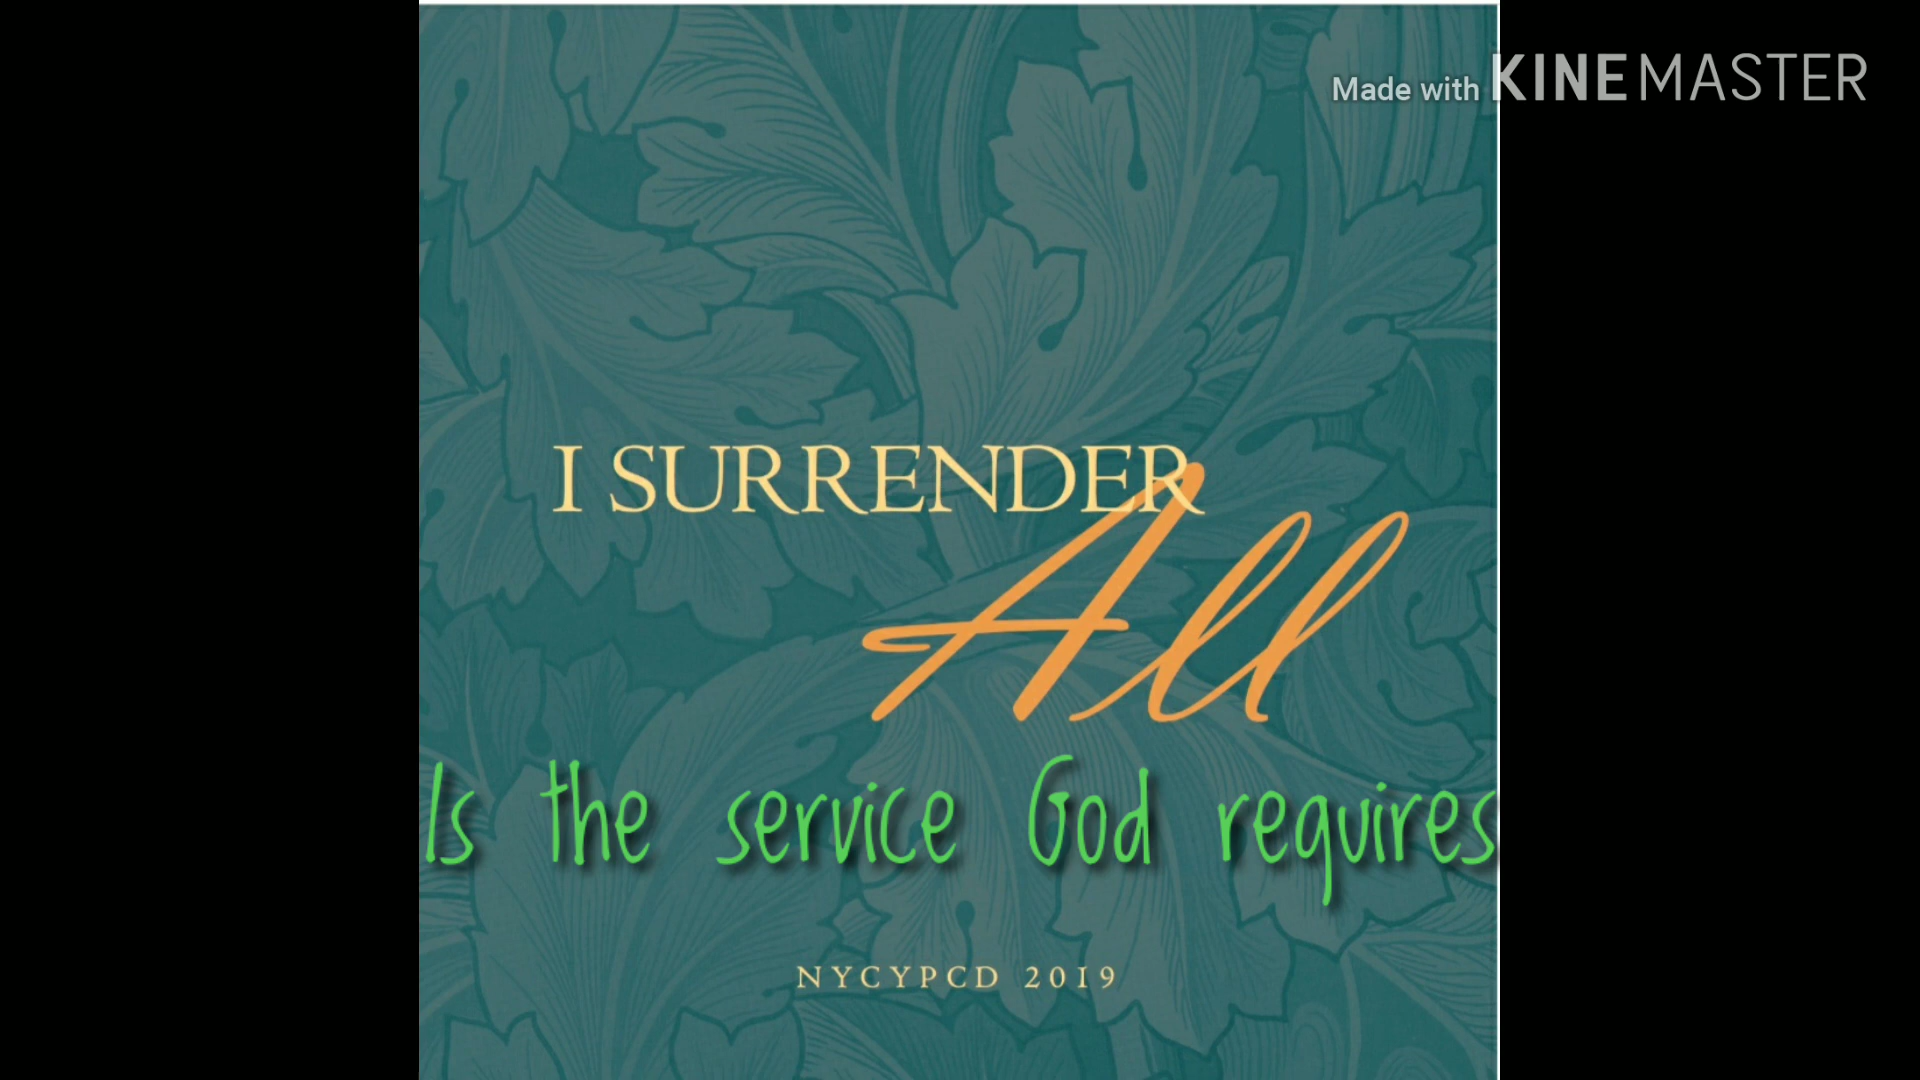 Made with KINEMASTER
I SURRENDER
All
Is the service God requires
NYCYPCD 2019